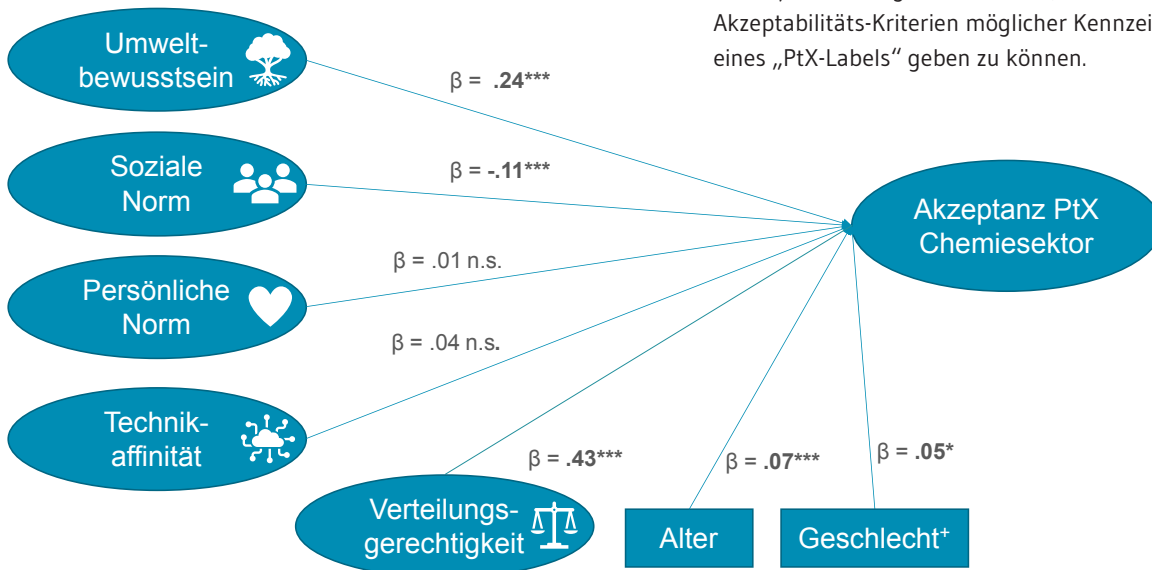 Akzeptabilitäts-Kriterien möglicher
eines „PtX-Labels“ geben zu können.
Umwelt-
bewusstsein
β = .24***
Soziale
Norm
β = -.11***
Akzeptanz PtX
Chemiesektor
Persönliche
Norm
β = .01 n.s.
β = .04 n.s.
Technik-
affinität
β = .43***
β = .07***
β = .05*
Verteilungs-
gerechtigkeit
Alter
Geschlecht⁺